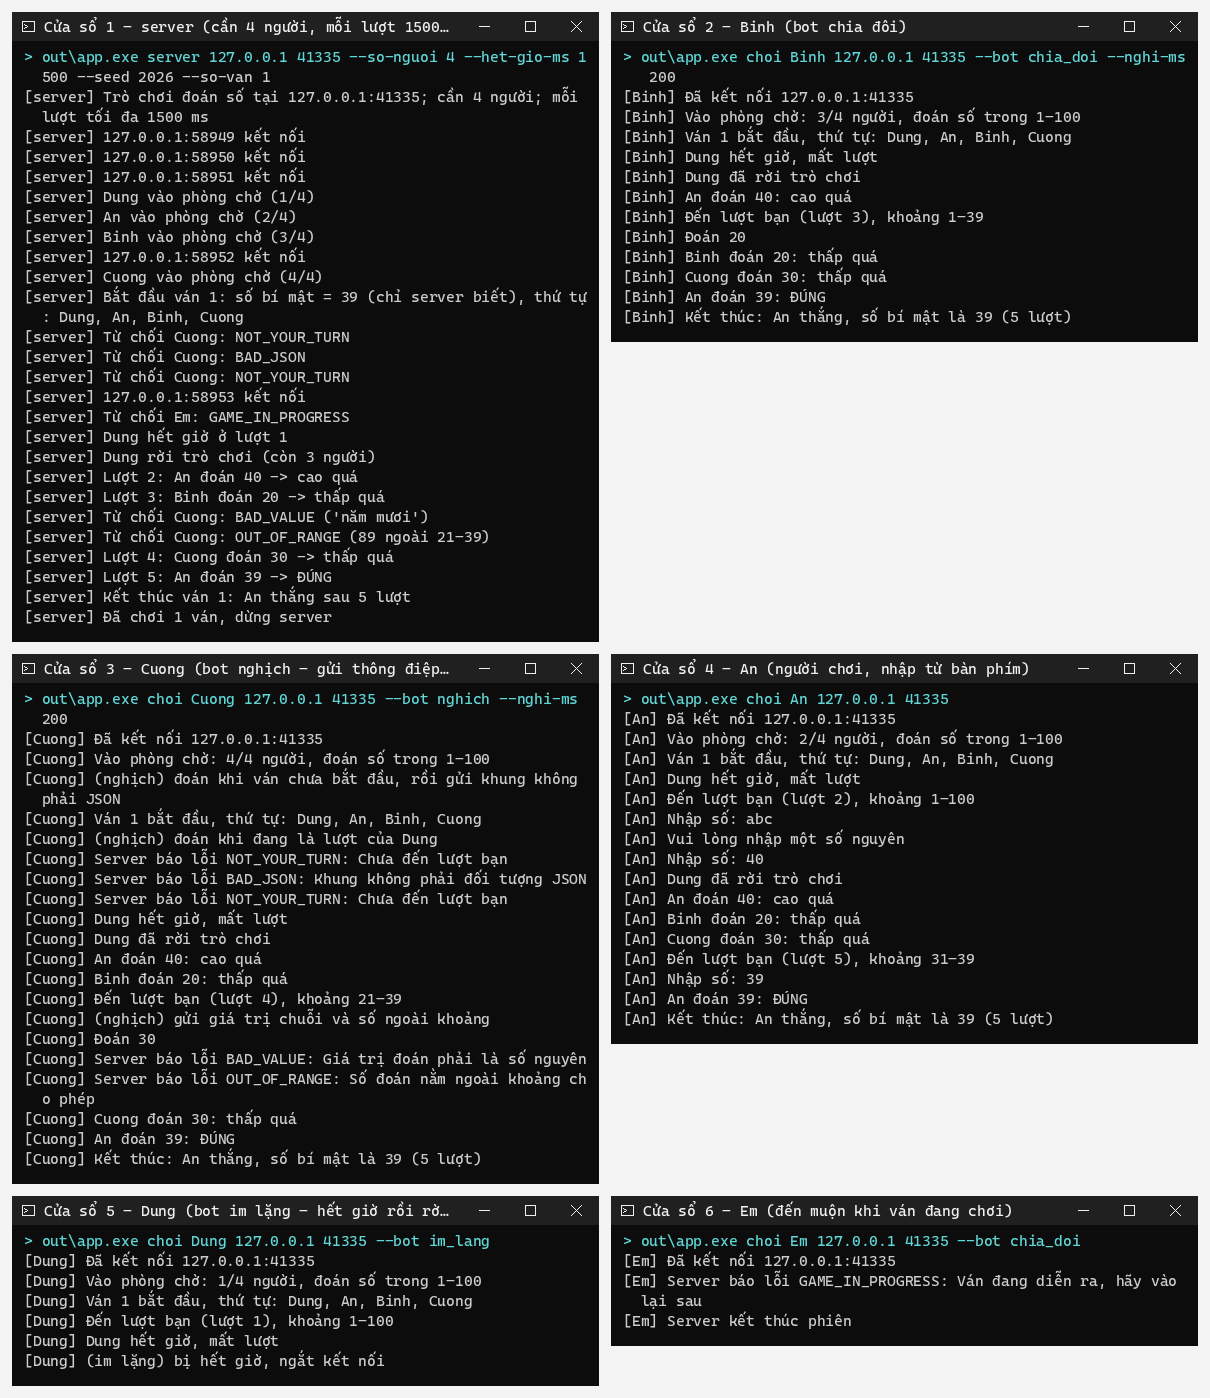 Cửa sổ 1 — server (cần 4 người, mỗi lượt 1500…
> out\app.exe server 127.0.0.1 41335 --so-nguoi 4 --het-gio-ms 1
500 --seed 2026 --so-van 1
[server] Trò chơi đoán số tại 127.0.0.1:41335; cần 4 người; mỗi
lượt tối đa 1500 ms
[server] 127.0.0.1:58949 kết nối
[server] 127.0.0.1:58950 kết nối
[server] 127.0.0.1:58951 kết nối
[server] Dung vào phòng chờ (1/4)
[server] An vào phòng chờ (2/4)
[server] Binh vào phòng chờ (3/4)
[server] 127.0.0.1:58952 kết nối
[server] Cuong vào phòng chờ (4/4)
[server] Bắt đầu ván 1: số bí mật = 39 (chỉ server biết), thứ tự
: Dung, An, Binh, Cuong
[server] Từ chối Cuong: NOT_YOUR_TURN
[server] Từ chối Cuong: BAD_JSON
[server] Từ chối Cuong: NOT_YOUR_TURN
[server] 127.0.0.1:58953 kết nối
[server] Từ chối Em: GAME_IN_PROGRESS
[server] Dung hết giờ ở lượt 1
[server] Dung rời trò chơi (còn 3 người)
[server] Lượt 2: An đoán 40 -> cao quá
[server] Lượt 3: Binh đoán 20 -> thấp quá
[server] Từ chối Cuong: BAD_VALUE ('năm mươi')
[server] Từ chối Cuong: OUT_OF_RANGE (89 ngoài 21-39)
[server] Lượt 4: Cuong đoán 30 -> thấp quá
[server] Lượt 5: An đoán 39 -> ĐÚNG
[server] Kết thúc ván 1: An thắng sau 5 lượt
[server] Đã chơi 1 ván, dừng server
Cửa sổ 2 — Binh (bot chia đôi)
> out\app.exe choi Binh 127.0.0.1 41335 --bot chia_doi --nghi-ms
200
[Binh] Đã kết nối 127.0.0.1:41335
[Binh] Vào phòng chờ: 3/4 người, đoán số trong 1-100
[Binh] Ván 1 bắt đầu, thứ tự: Dung, An, Binh, Cuong
[Binh] Dung hết giờ, mất lượt
[Binh] Dung đã rời trò chơi
[Binh] An đoán 40: cao quá
[Binh] Đến lượt bạn (lượt 3), khoảng 1-39
[Binh] Đoán 20
[Binh] Binh đoán 20: thấp quá
[Binh] Cuong đoán 30: thấp quá
[Binh] An đoán 39: ĐÚNG
[Binh] Kết thúc: An thắng, số bí mật là 39 (5 lượt)
Cửa sổ 3 — Cuong (bot nghịch — gửi thông điệp…
> out\app.exe choi Cuong 127.0.0.1 41335 --bot nghich --nghi-ms
200
[Cuong] Đã kết nối 127.0.0.1:41335
[Cuong] Vào phòng chờ: 4/4 người, đoán số trong 1-100
[Cuong] (nghịch) đoán khi ván chưa bắt đầu, rồi gửi khung không
phải JSON
[Cuong] Ván 1 bắt đầu, thứ tự: Dung, An, Binh, Cuong
[Cuong] (nghịch) đoán khi đang là lượt của Dung
[Cuong] Server báo lỗi NOT_YOUR_TURN: Chưa đến lượt bạn
[Cuong] Server báo lỗi BAD_JSON: Khung không phải đối tượng JSON
[Cuong] Server báo lỗi NOT_YOUR_TURN: Chưa đến lượt bạn
[Cuong] Dung hết giờ, mất lượt
[Cuong] Dung đã rời trò chơi
[Cuong] An đoán 40: cao quá
[Cuong] Binh đoán 20: thấp quá
[Cuong] Đến lượt bạn (lượt 4), khoảng 21-39
[Cuong] (nghịch) gửi giá trị chuỗi và số ngoài khoảng
[Cuong] Đoán 30
[Cuong] Server báo lỗi BAD_VALUE: Giá trị đoán phải là số nguyên
[Cuong] Server báo lỗi OUT_OF_RANGE: Số đoán nằm ngoài khoảng ch
o phép
[Cuong] Cuong đoán 30: thấp quá
[Cuong] An đoán 39: ĐÚNG
[Cuong] Kết thúc: An thắng, số bí mật là 39 (5 lượt)
Cửa sổ 4 — An (người chơi, nhập từ bàn phím)
> out\app.exe choi An 127.0.0.1 41335
[An] Đã kết nối 127.0.0.1:41335
[An] Vào phòng chờ: 2/4 người, đoán số trong 1-100
[An] Ván 1 bắt đầu, thứ tự: Dung, An, Binh, Cuong
[An] Dung hết giờ, mất lượt
[An] Đến lượt bạn (lượt 2), khoảng 1-100
[An] Nhập số: abc
[An] Vui lòng nhập một số nguyên
[An] Nhập số: 40
[An] Dung đã rời trò chơi
[An] An đoán 40: cao quá
[An] Binh đoán 20: thấp quá
[An] Cuong đoán 30: thấp quá
[An] Đến lượt bạn (lượt 5), khoảng 31-39
[An] Nhập số: 39
[An] An đoán 39: ĐÚNG
[An] Kết thúc: An thắng, số bí mật là 39 (5 lượt)
Cửa sổ 5 — Dung (bot im lặng — hết giờ rồi rờ…
> out\app.exe choi Dung 127.0.0.1 41335 --bot im_lang
[Dung] Đã kết nối 127.0.0.1:41335
[Dung] Vào phòng chờ: 1/4 người, đoán số trong 1-100
[Dung] Ván 1 bắt đầu, thứ tự: Dung, An, Binh, Cuong
[Dung] Đến lượt bạn (lượt 1), khoảng 1-100
[Dung] Dung hết giờ, mất lượt
[Dung] (im lặng) bị hết giờ, ngắt kết nối
Cửa sổ 6 — Em (đến muộn khi ván đang chơi)
> out\app.exe choi Em 127.0.0.1 41335 --bot chia_doi
[Em] Đã kết nối 127.0.0.1:41335
[Em] Server báo lỗi GAME_IN_PROGRESS: Ván đang diễn ra, hãy vào
lại sau
[Em] Server kết thúc phiên